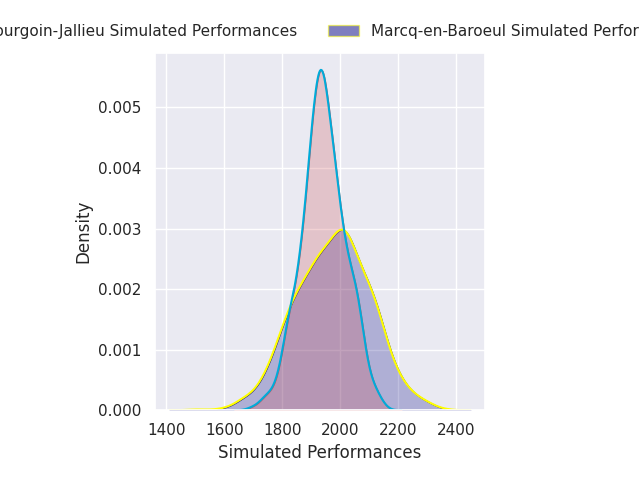 ourgoin-Jallieu Simulated Performances
Marcq-en-Baroeul Simulated Perfor
0.005
0.004
0.003
0.002
0.001
0.000
Density
1400 1600 1800 2000 2200 2400
Simulated Performances